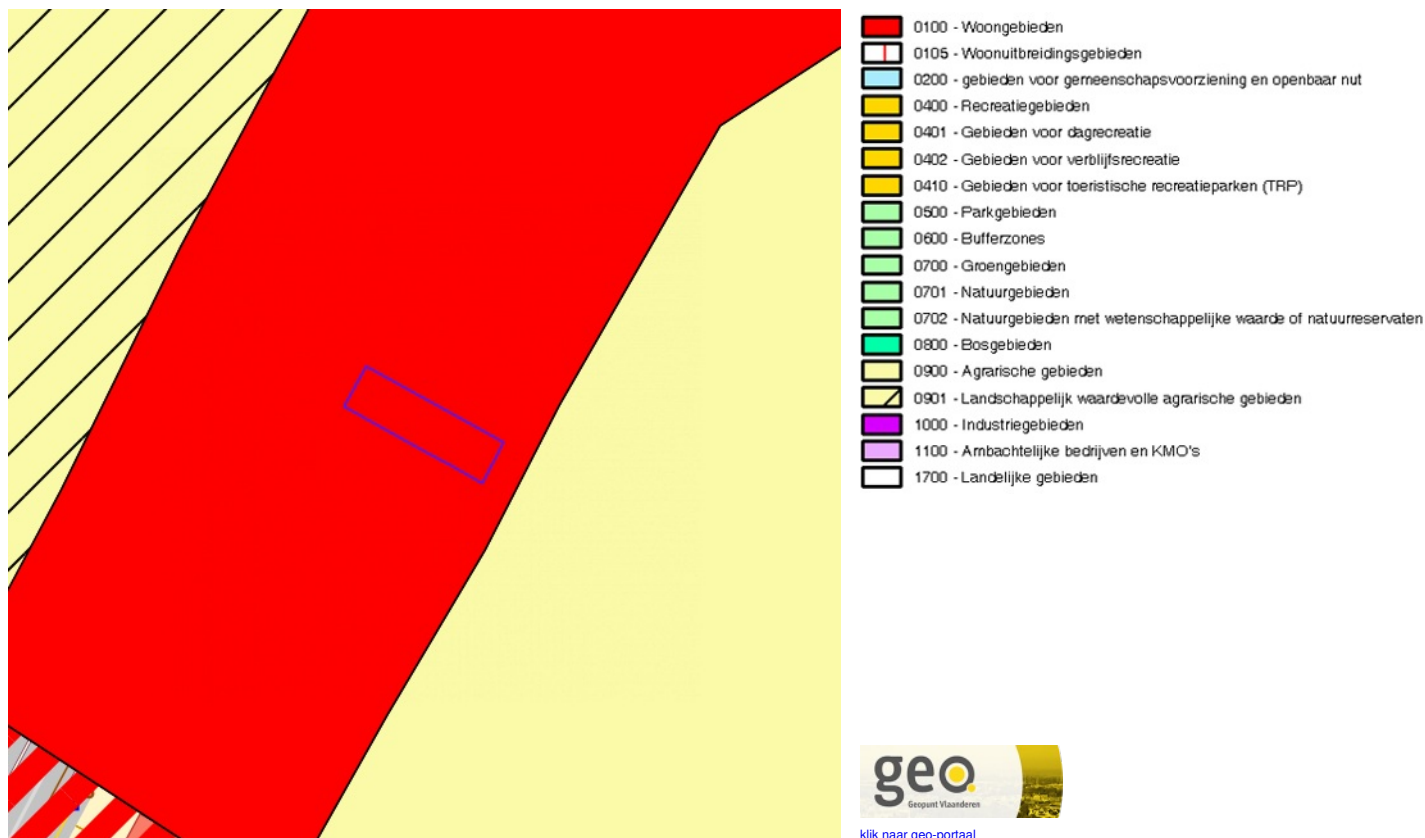 0100 - Woongebieden
0105 - Woonuitbreidingsgebieden
0200 - gebieden voor gemeenschapsvoorziening en openbaar nut
0400 - Recreatiegebieden
0401 - Gebieden voor dagrecreatie
0402 - Gebieden voor verblijfsrecreatie
0410 - Gebieden voor toeristische recreatieparken (TRP)
0500 - Parkgebieden
0600 - Bufferzones
0700 - Groengebieden
0701 - Natuurgebieden
0702 - Natuurgebieden met wetenschappelijke waarde of natuurreservaten
0800 - Bosgebieden
0900 - Agrarische gebieden
0901 - Landschappelijk waardevolle agrarische gebieden
1000 - Industriegebieden
1100 - Ambachtelijke bedrijven en KMO's
1700 - Landelijke gebieden
geo
Geopunt Vlaanderen
klik naar geo-portaal